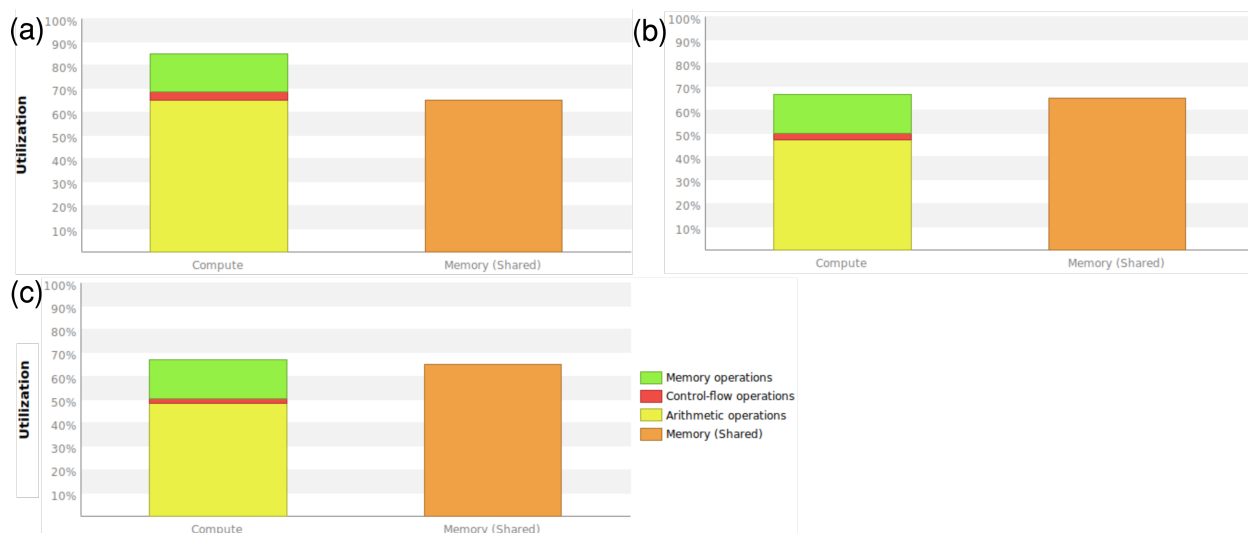 (a)
100%
90%
80%
70%
60%
50%
40%
30%
20%
10%
Utilization
Compute
Memory (Shared)
(b)
100%
90%
80%
70%
60%
50%
40%
30%
20%
10%
Compute
Memory (Shared)
(c)
100%
90%
80%
70%
60%
50%
40%
30%
20%
10%
Utilization
Compute
Memory (Shared)
Memory operations
Control-flow operations
Arithmetic operations
Memory (Shared)